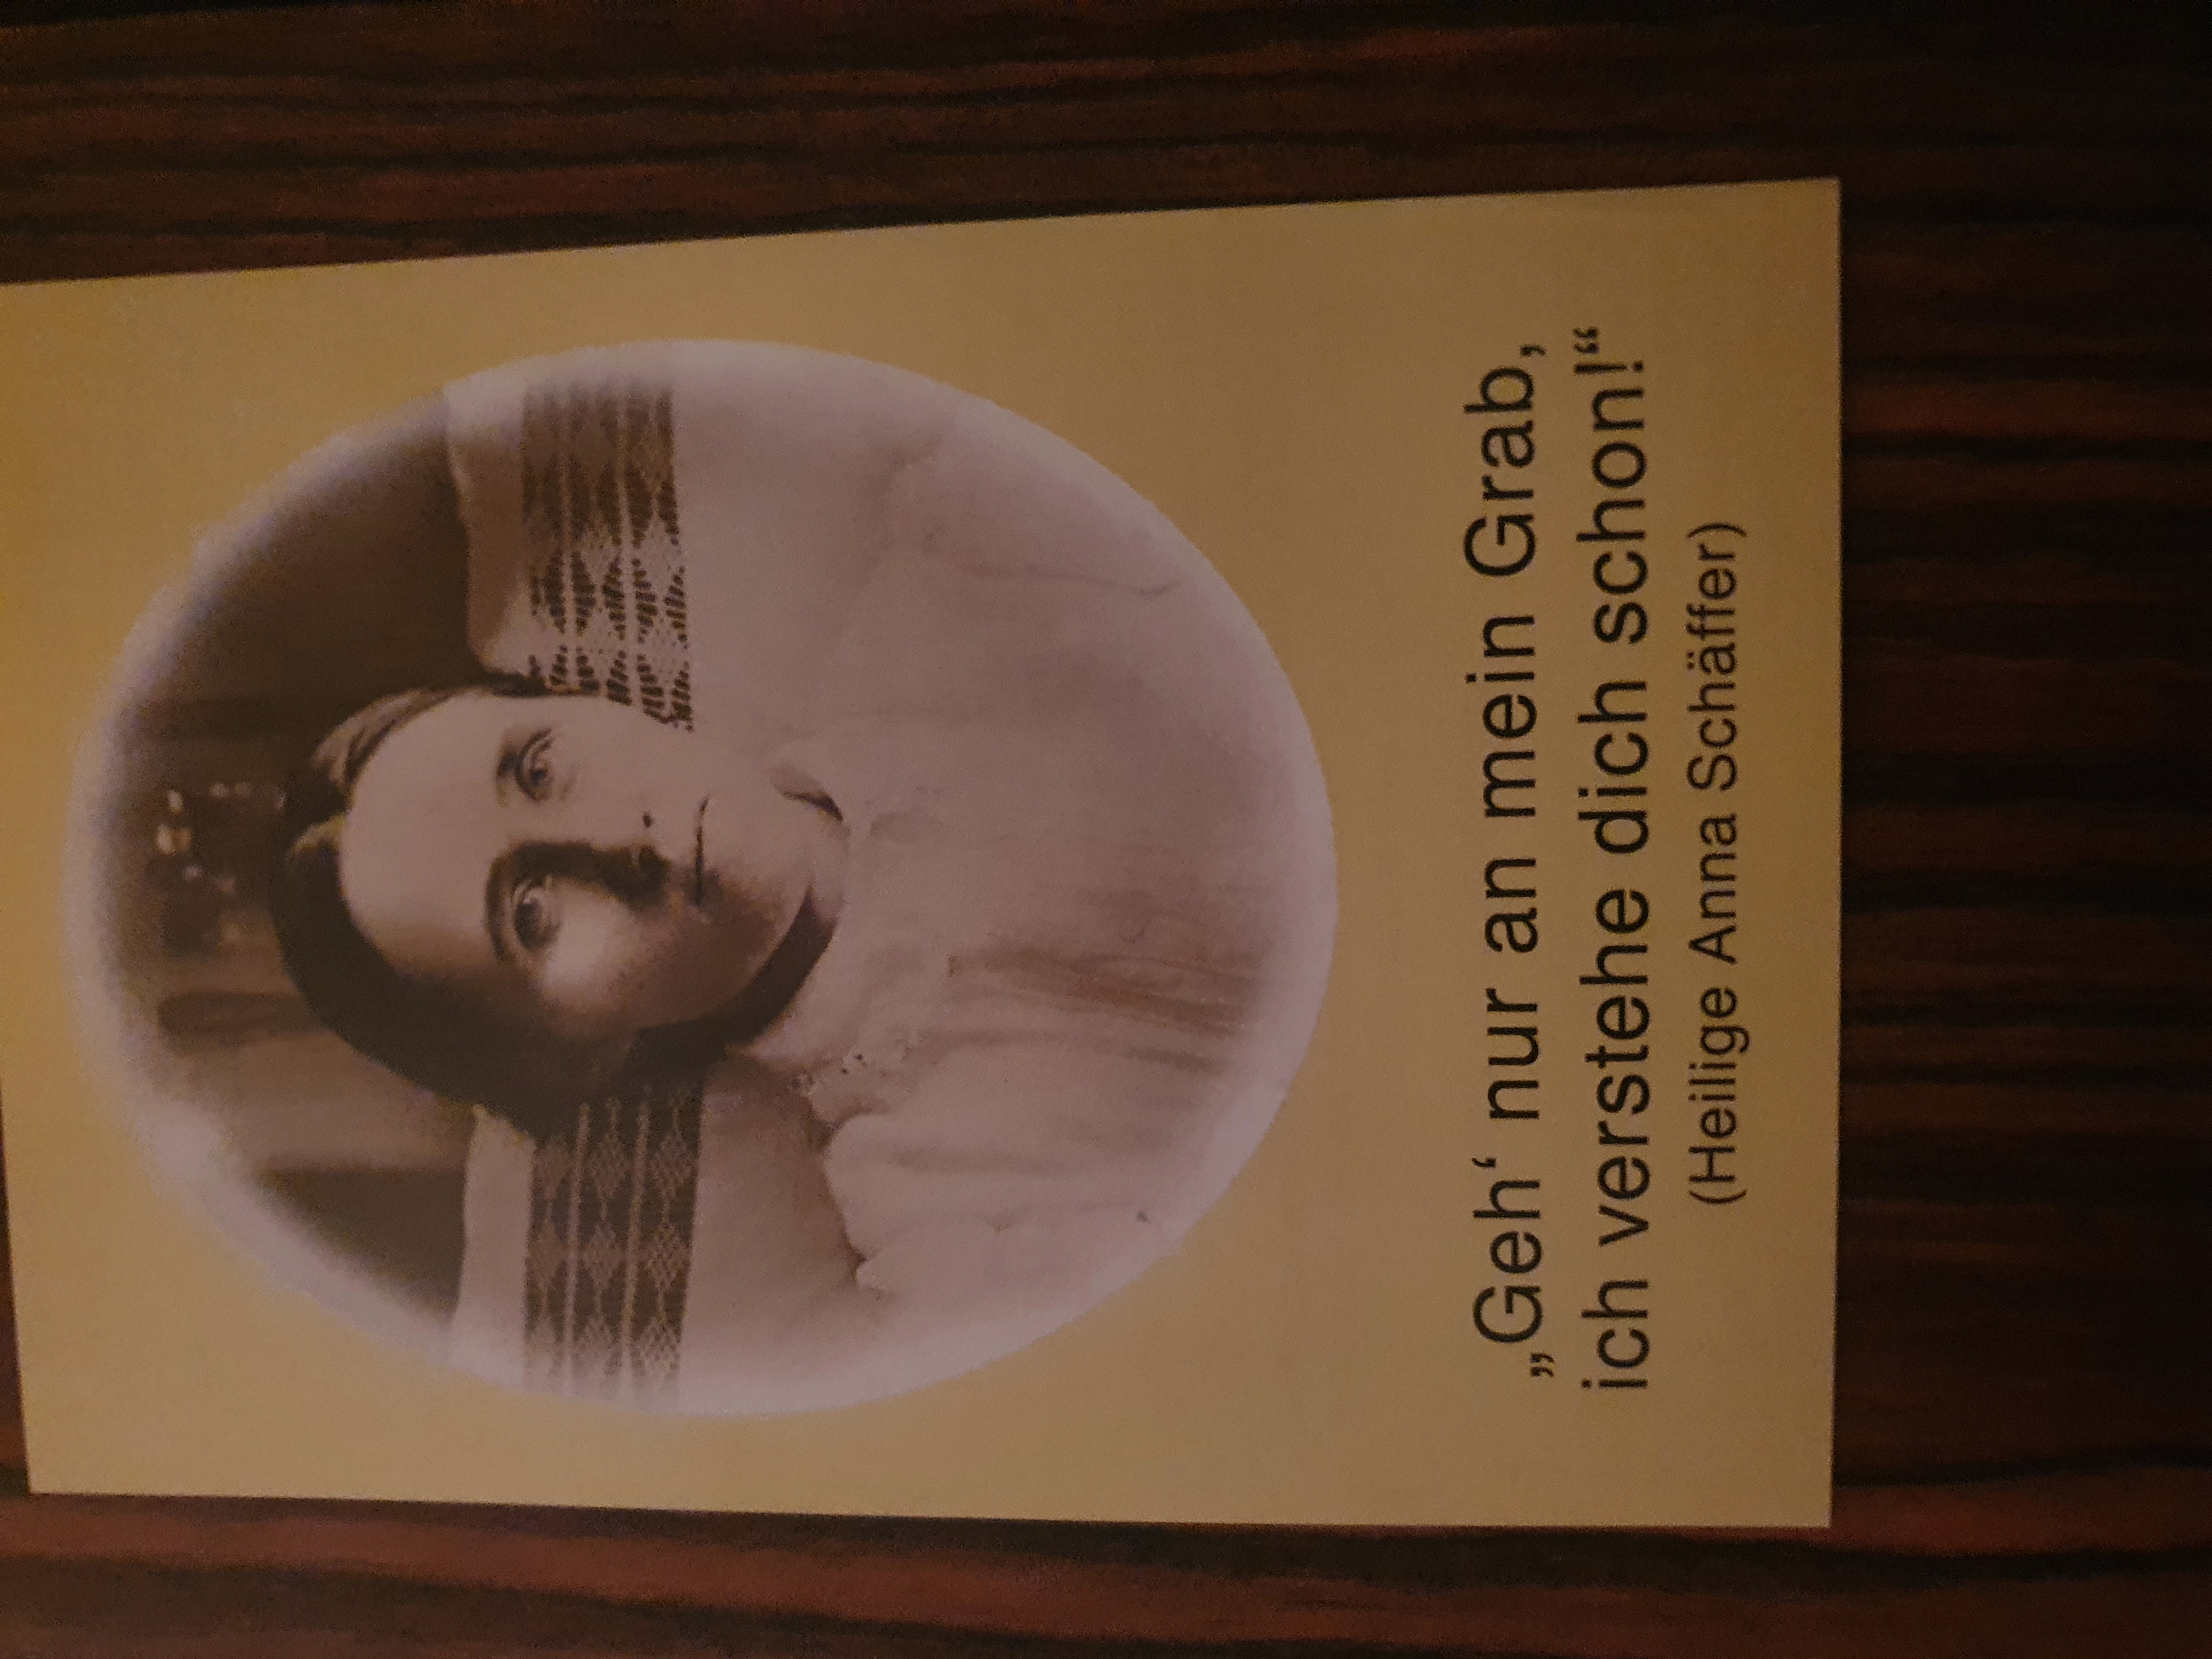 „Geh‘ nur an mein Grab,
ich verstehe dich schon!“
(Heilige Anna Schäffer)